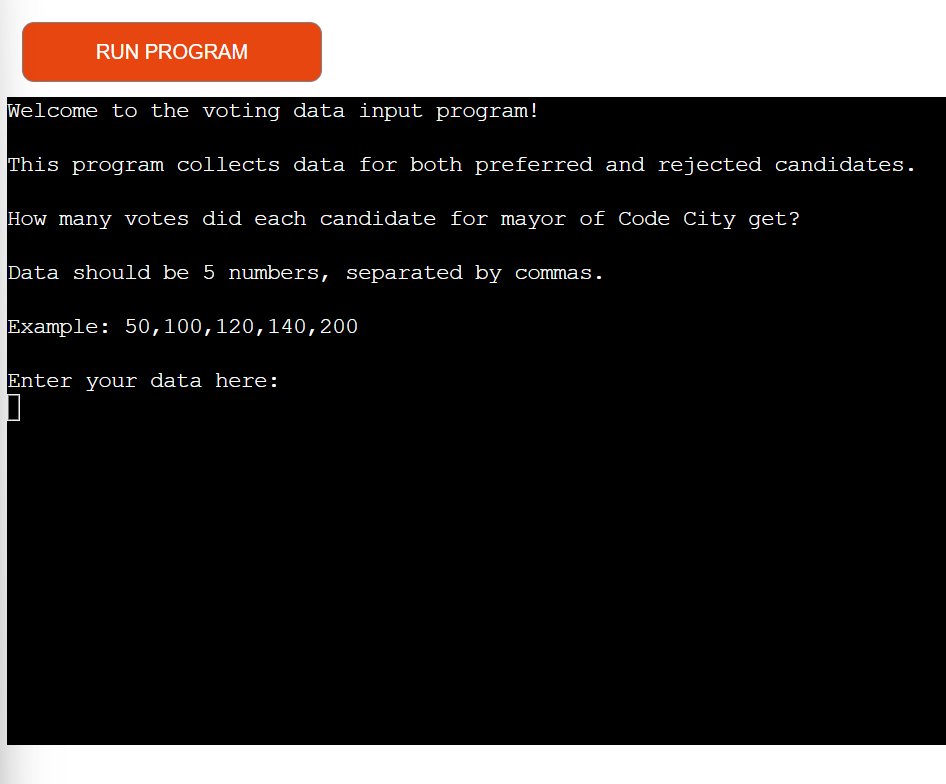 RUN PROGRAM
Welcome to the voting data input program!
This program collects data for both preferred and rejected candidates.
How many votes did each candidate for mayor of Code City get?
Data should be 5 numbers, separated by commas.
Example: 50,100,120,140,200
Enter your data here: